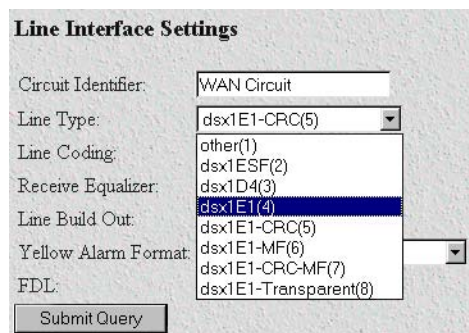 Line Interface Settings
Circuit Identifier: WAN Circuit
Line Type: dsx1E1-CRC(5)
other(1)
Line Coding: dsx1ESF(2)
dsx1D4(3)
Receive Equalizer: dsx1E1(4)
Line Build Out: dsx1E1-CRC(5)
Yellow Alarm Format: dsx1E1-MF(6)
dsx1E1-CRC-MF(7)
FDL: dsx1E1-Transparent(8)
Submit Query